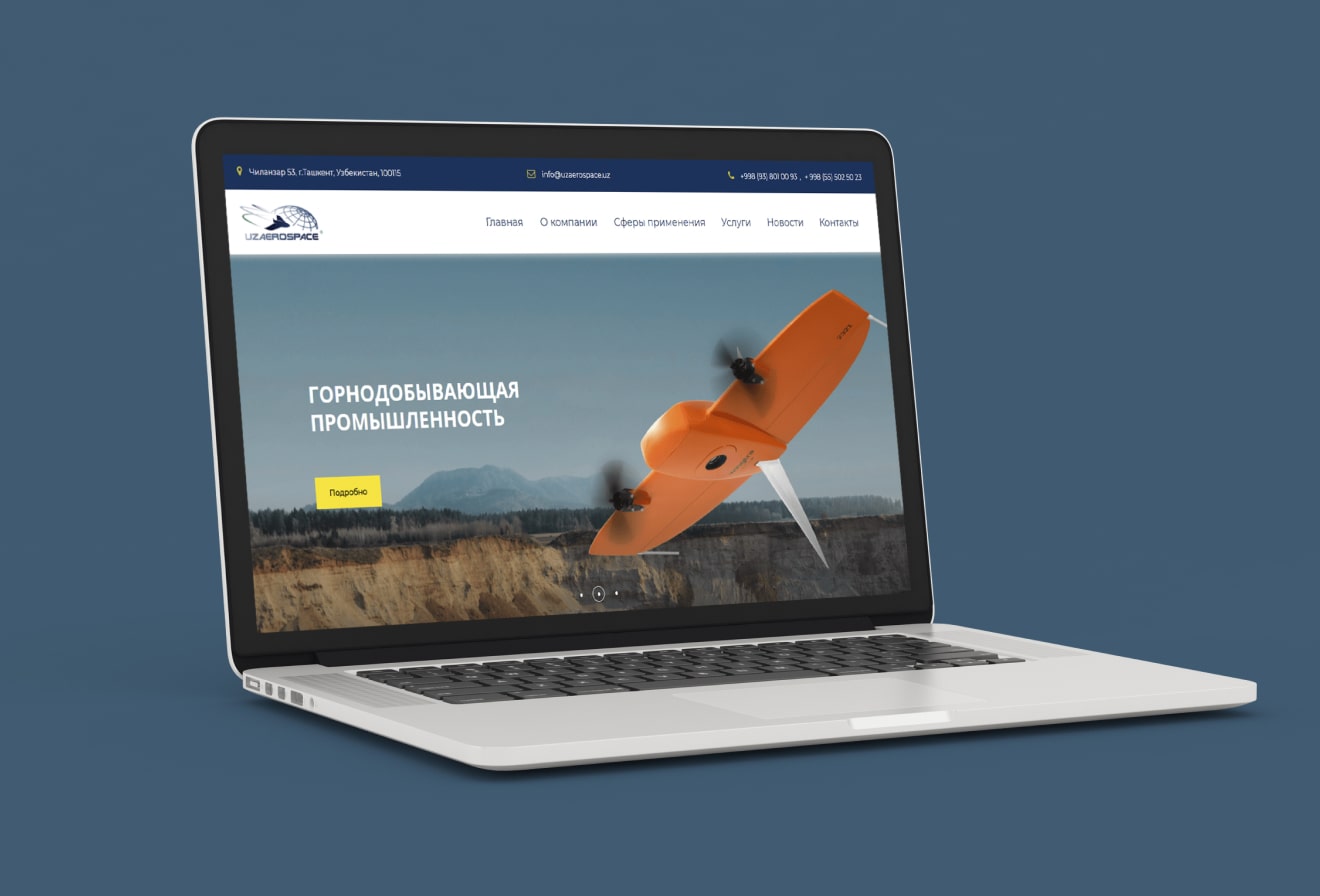 Чиланзар 53, г.Ташкент, Узбекистан, 100115
info@uzaerospace.uz
+998 (93) 801 00 93 , +998 (55) 502 50 23
UZAEROSPACE
Главная О компании Сферы применения Услуги Новости Контакты
ГОРНОДОБЫВАЮЩАЯ
ПРОМЫШЛЕННОСТЬ
Подробно